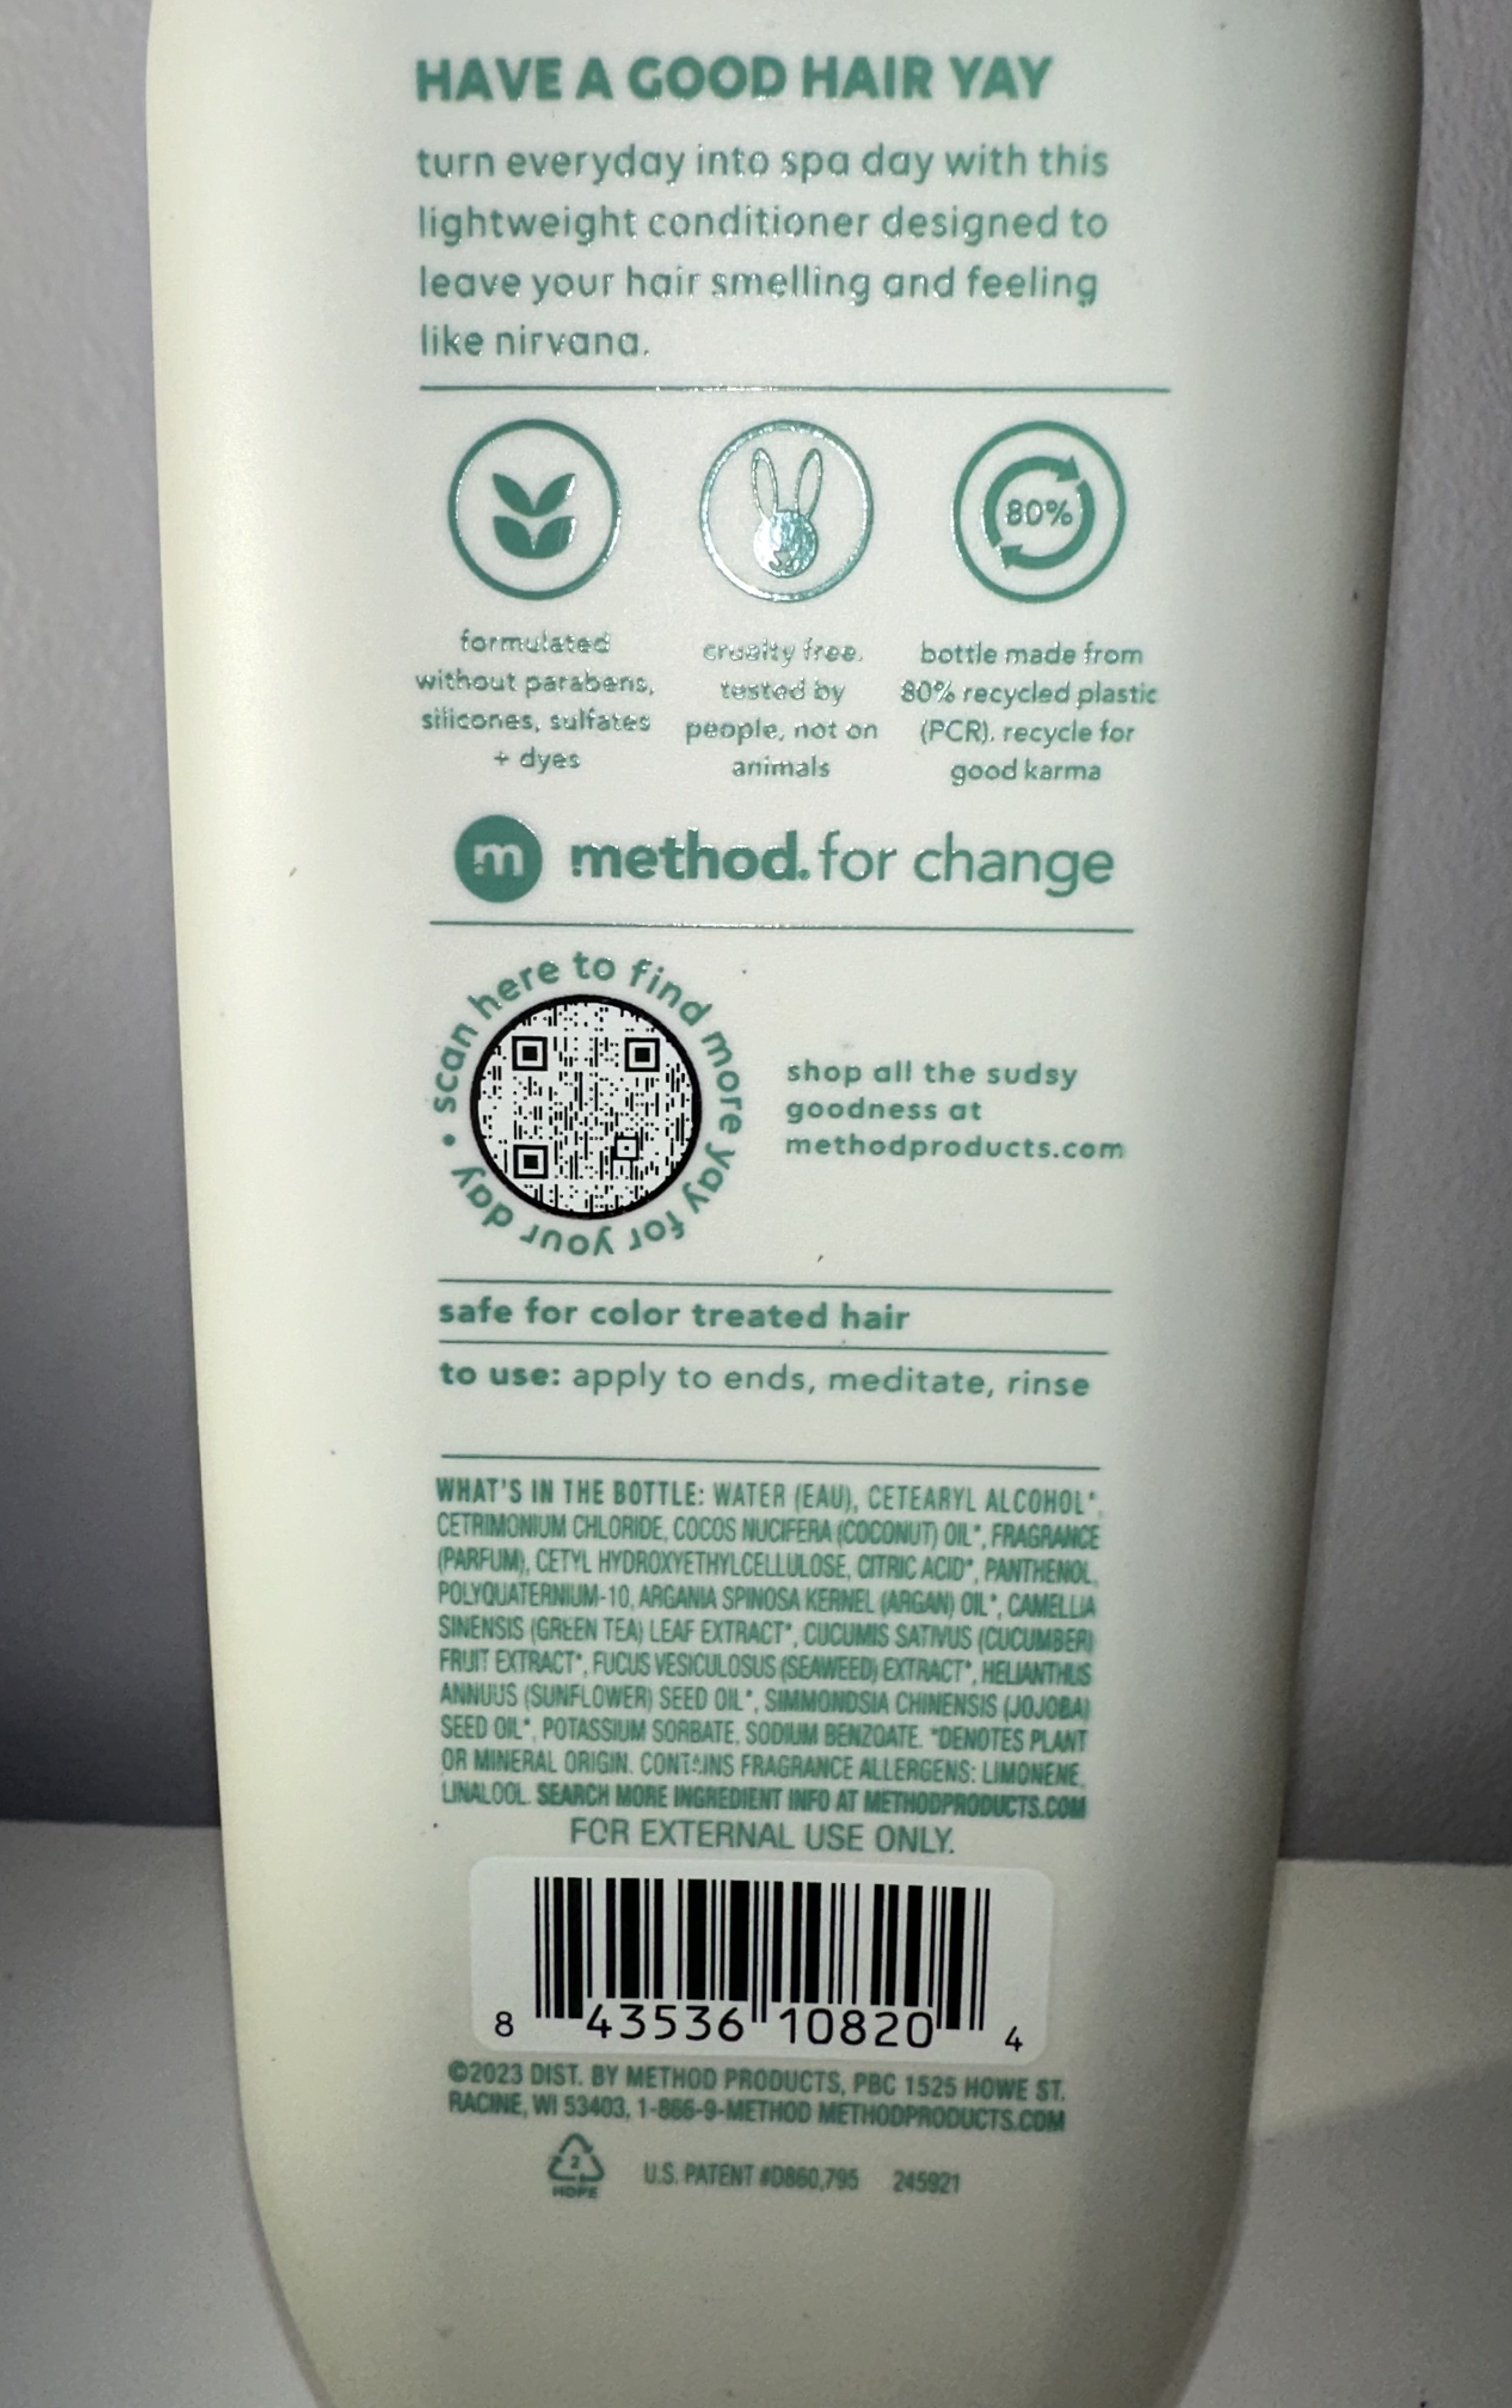 HAVE A GOOD HAIR YAY
turn everyday into spa day with this
lightweight conditioner designed to
leave your hair smelling and feeling
like nirvana.
80%
formulated
without parabens,
silicones, sulfates
+ dyes
cruelty free.
tested by
people, not on
animals
bottle made from
80% recycled plastic
(PCR). recycle for
good karma
m method. for change
scan here to find more yay for your day •
shop all the sudsy
goodness at
methodproducts.com
safe for color treated hair
to use: apply to ends, meditate, rinse
WHAT'S IN THE BOTTLE: WATER (EAU), CETEARYL ALCOHOL*,
CETRIMONIUM CHLORIDE, COCOS NUCIFERA (COCONUT) OIL*, FRAGRANCE
(PARFUM), CETYL HYDROXYETHYLCELLULOSE, CITRIC ACID*, PANTHENOL,
POLYQUATERNIUM-10, ARGANIA SPINOSA KERNEL (ARGAN) OIL*, CAMELLIA
SINENSIS (GREEN TEA) LEAF EXTRACT*, CUCUMIS SATIVUS (CUCUMBER)
FRUIT EXTRACT*, FUCUS VESICULOSUS (SEAWEED) EXTRACT*, HELIANTHUS
ANNUUS (SUNFLOWER) SEED OIL*, SIMMONDSIA CHINENSIS (JOJOBA)
SEED OIL*, POTASSIUM SORBATE, SODIUM BENZOATE. *DENOTES PLANT
OR MINERAL ORIGIN. CONTAINS FRAGRANCE ALLERGENS: LIMONENE,
LINALOOL. SEARCH MORE INGREDIENT INFO AT METHODPRODUCTS.COM
FOR EXTERNAL USE ONLY.
8 43536 10820 4
©2023 DIST. BY METHOD PRODUCTS, PBC 1525 HOWE ST.
RACINE, WI 53403, 1-866-9-METHOD METHODPRODUCTS.COM
2
HDPE
U.S. PATENT #D860,795 245921